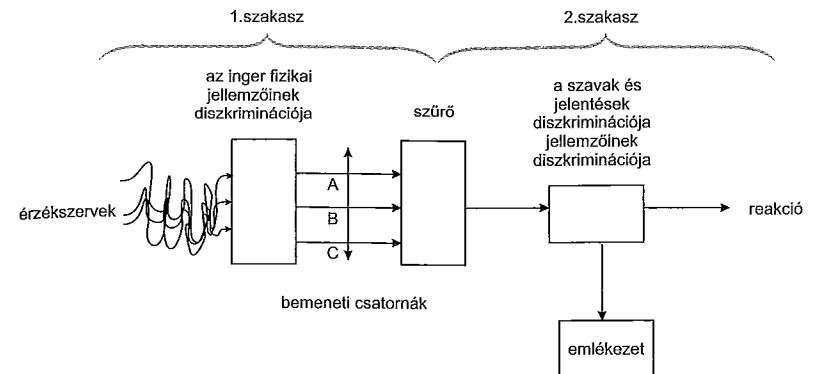 1.szakasz
2.szakasz
az inger fizikai
jellemzőinek
diszkriminációja
szűrő
a szavak és
jelentések
diszkriminációja
jellemzőinek
diszkriminációja
érzékszervek
A
B
C
reakció
bemeneti csatornák
emlékezet